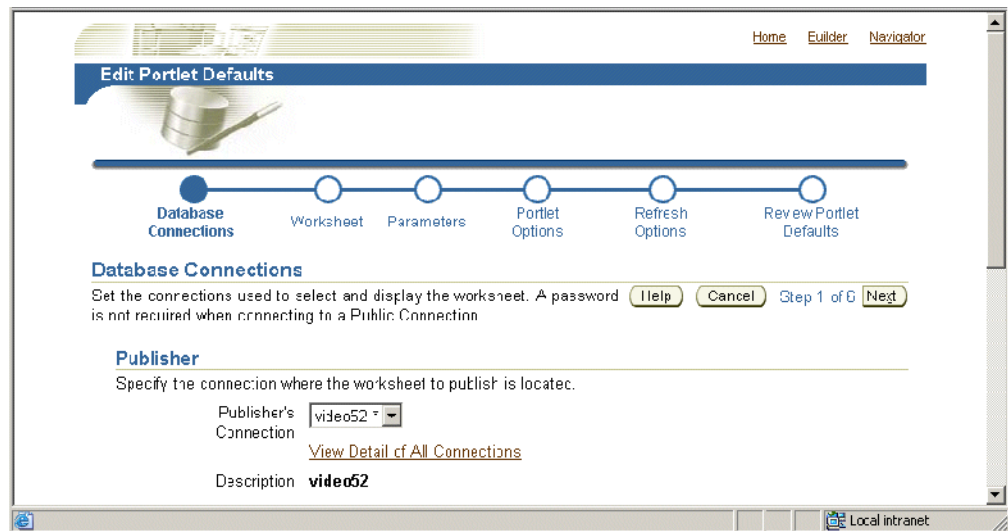 Home Euilder Navigator
Edit Portlet Defaults
Database Connections
Worksheet
Parameters
Portlet Options
Refresh Options
Review Portlet Defaults
Database Connections
Set the connections used to select and display the worksheet. A password
is not required when connecting to a Public Connection
Help Cancel Step 1 of 6 Next
Publisher
Specify the connection where the worksheet to publish is located.
Publisher's Connection video52 *
View Detail of All Connections
Description video52
Local intranet